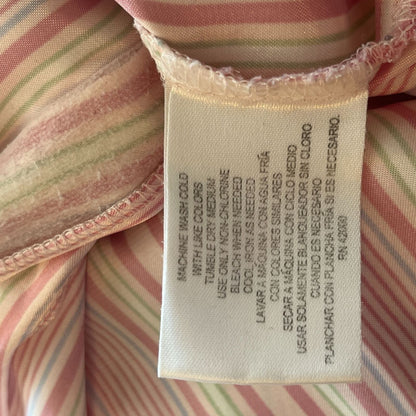 MACHINE WASH COLD
WITH LIKE COLORS
TUMBLE DRY MEDIUM
USE ONLY NON-CHLORINE
BLEACH WHEN NEEDED
COOL IRON AS NEEDED
LAVAR A MÁQUINA CON AGUA FRÍA
CON COLORES SIMILARES
SECAR A MÁQUINA CON CICLO MEDIO
USAR SOLAMENTE BLANQUEADOR SIN CLORO
CUANDO ES NECESARIO
PLANCHAR CON PLANCHA FRÍA SI ES NECESARIO.
RN 42000